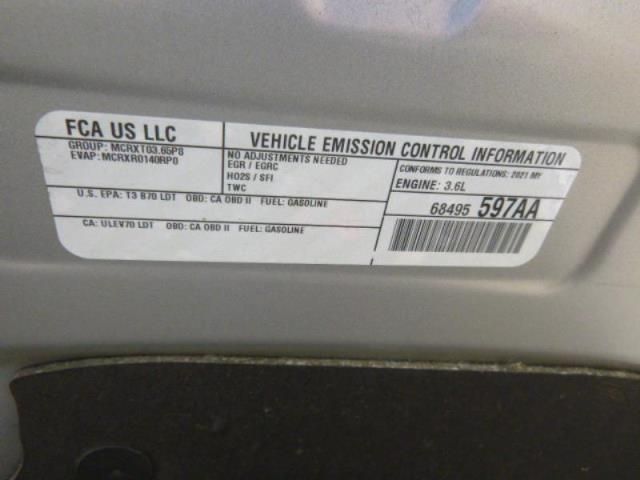 FCA US LLC
GROUP: MCRXT03.65P8
EVAP: MCRXR0140RP0
VEHICLE EMISSION CONTROL INFORMATION
NO ADJUSTMENTS NEEDED
EGR / EGRC
HO2S / SFI
TWC
CONFORMS TO REGULATIONS: 2021 MY
ENGINE: 3.6L
U.S. EPA: T3 B70 LDT OBD: CA OBD II FUEL: GASOLINE
CA: ULEV70 LDT OBD: CA OBD II FUEL: GASOLINE
68495 597AA